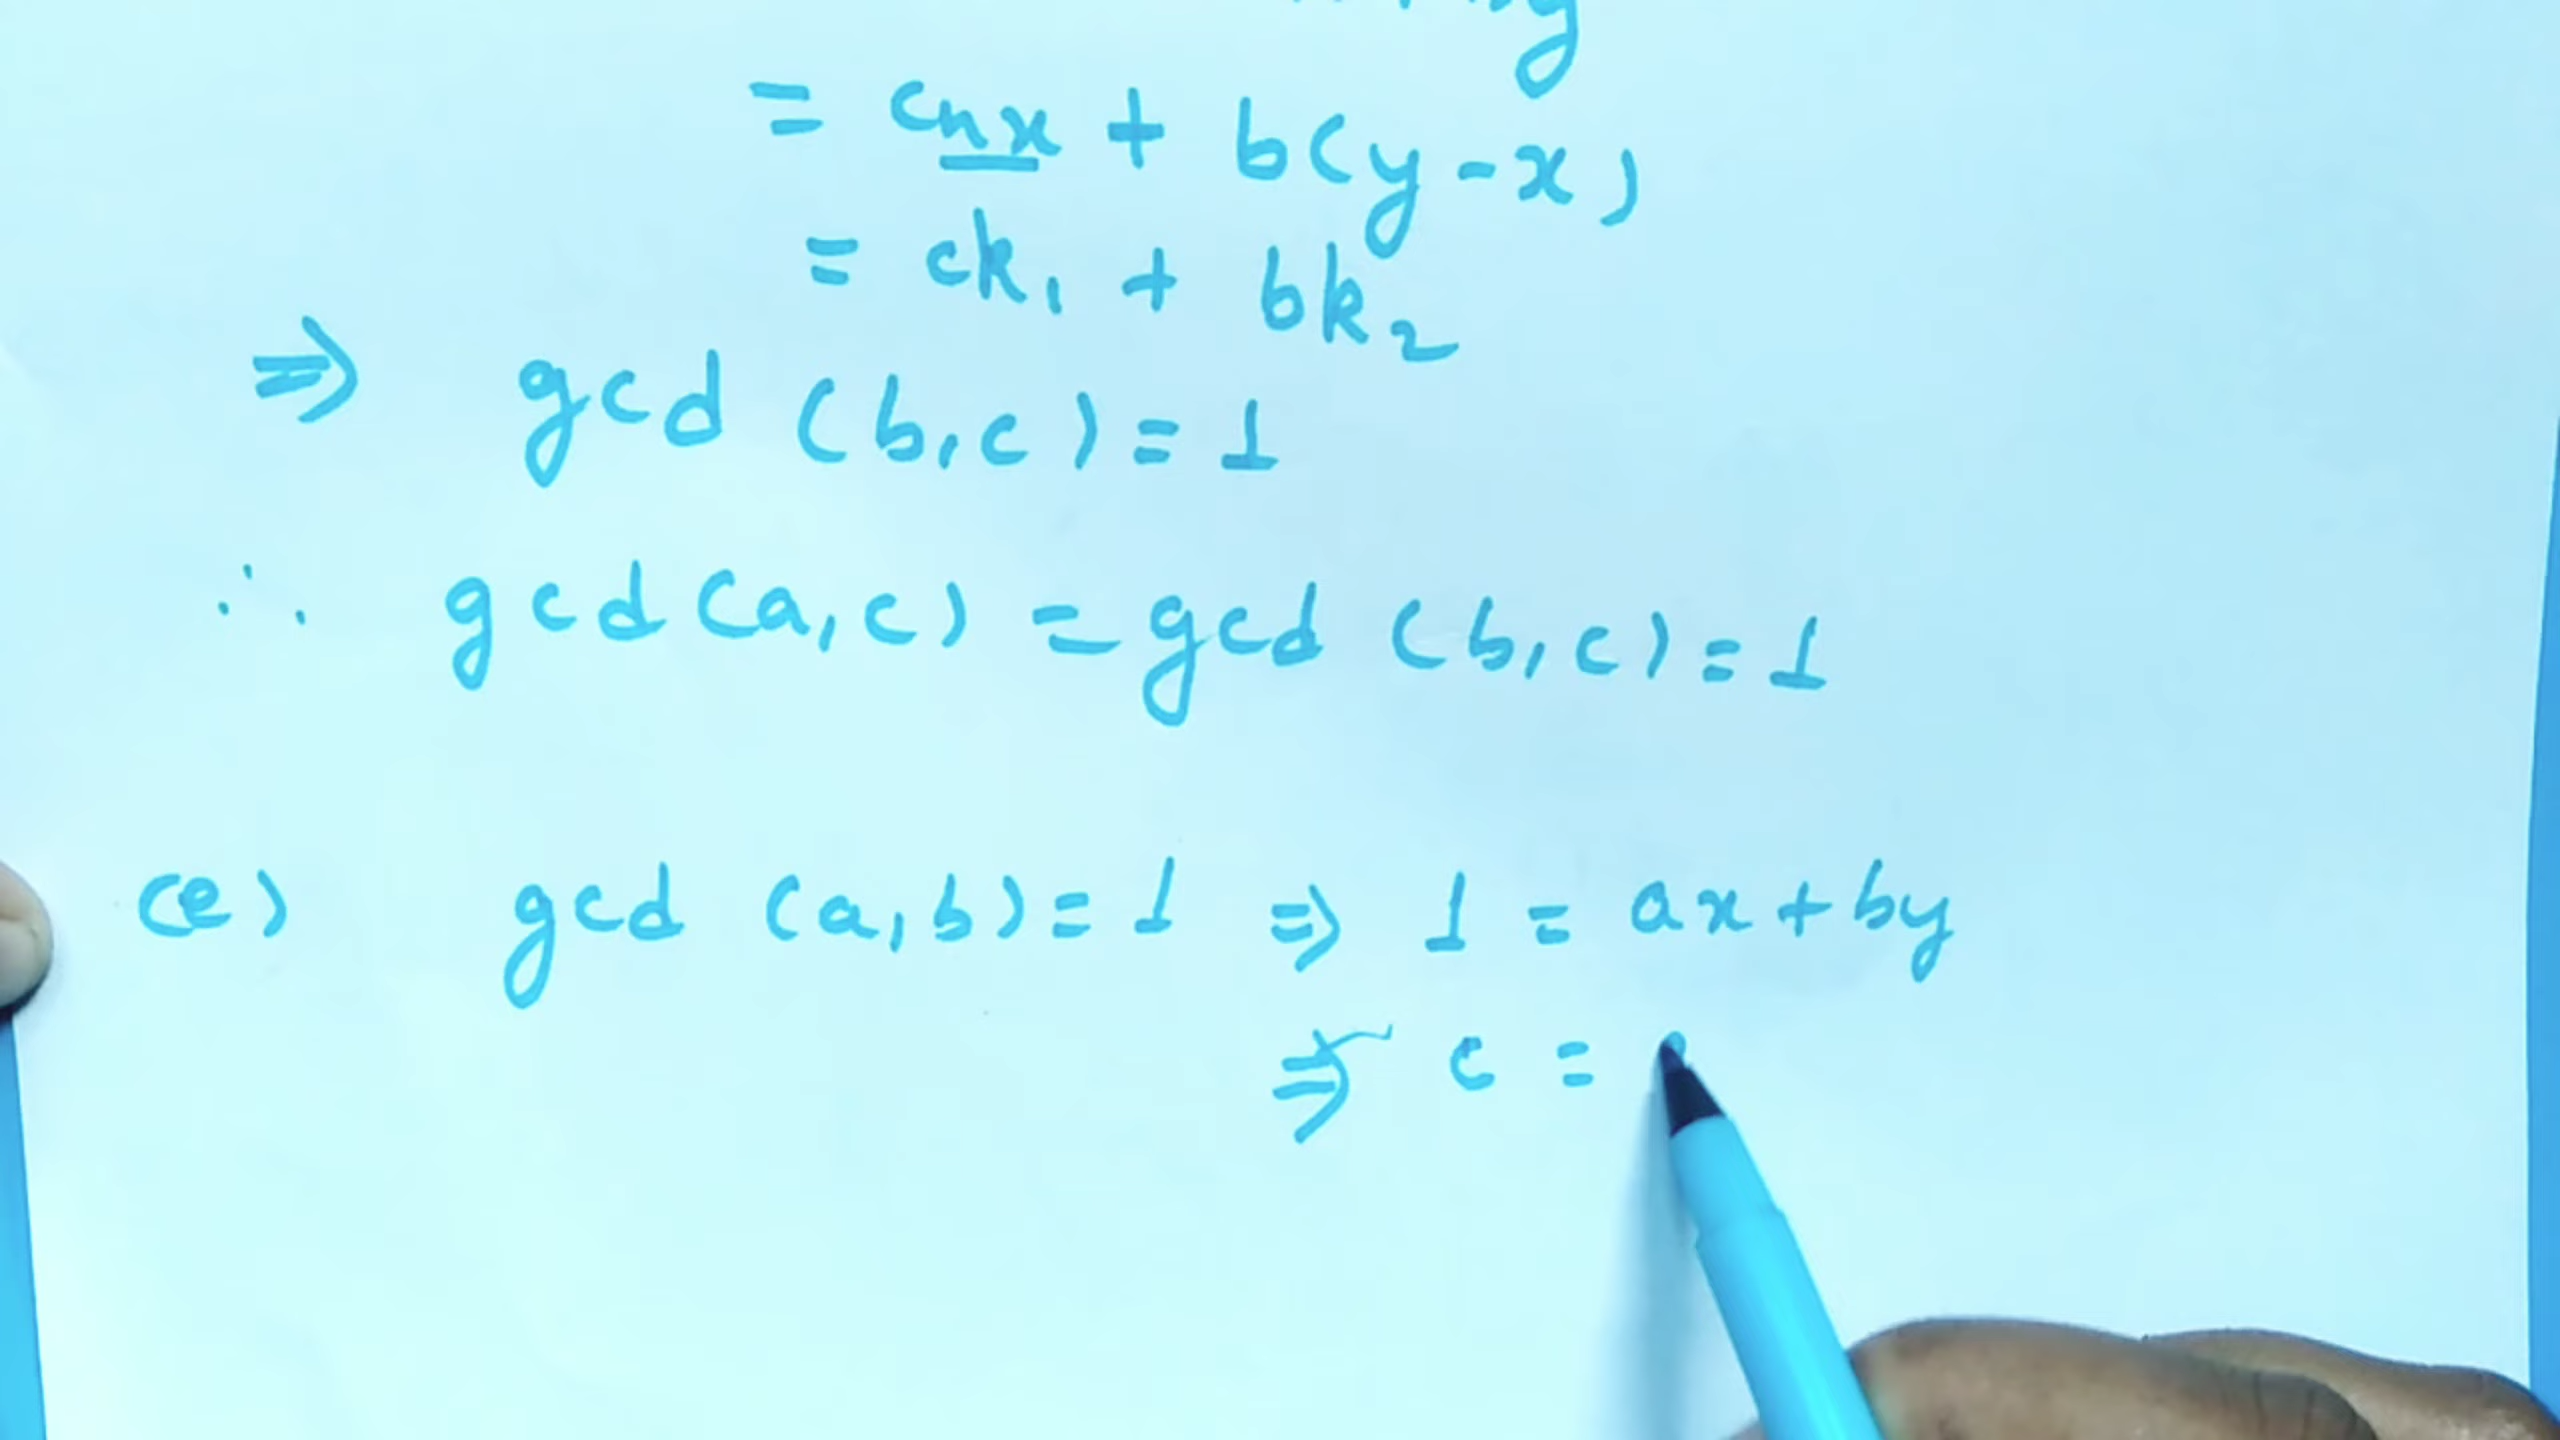 y
= cnx + b(y-x)
= ck₁ + bk₂
⇒ gcd (b,c) = 1
∴ gcd (a,c) = gcd (b,c) = 1
(e) gcd (a,b) = 1 ⇒ 1 = ax + by
⇒ c =